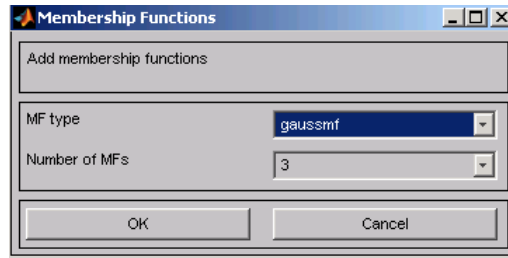 Membership Functions
Add membership functions
MF type
gaussmf
Number of MFs
3
OK
Cancel